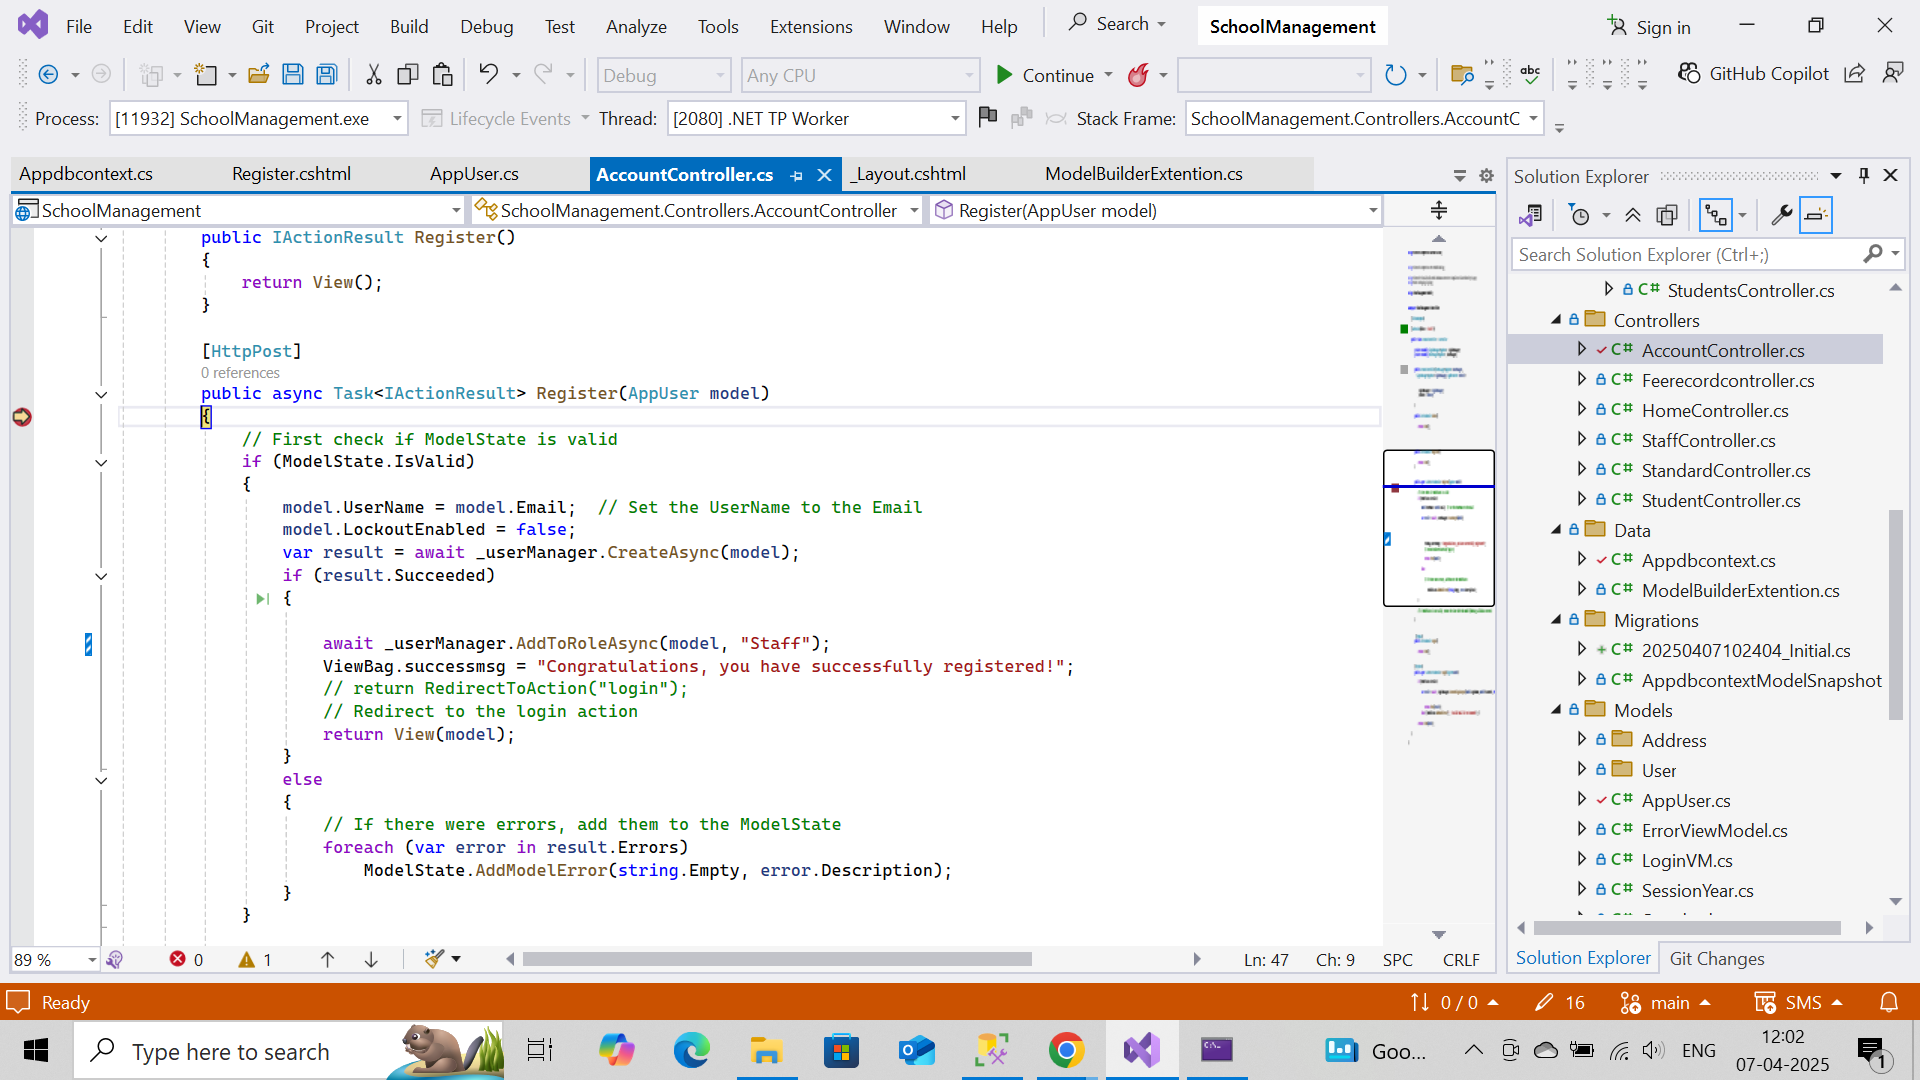 File Edit View Git Project Build Debug Test Analyze Tools Extensions Window Help Search SchoolManagement Sign in
Debug Any CPU Continue abc GitHub Copilot
Process: [11932] SchoolManagement.exe Lifecycle Events Thread: [2080] .NET TP Worker Stack Frame: SchoolManagement.Controllers.AccountC
Appdbcontext.cs Register.cshtml AppUser.cs AccountController.cs _Layout.cshtml ModelBuilderExtention.cs
SchoolManagement SchoolManagement.Controllers.AccountController Register(AppUser model)
public IActionResult Register()
{
return View();
}
[HttpPost]
0 references
public async Task<IActionResult> Register(AppUser model)
{
// First check if ModelState is valid
if (ModelState.IsValid)
{
model.UserName = model.Email;  // Set the UserName to the Email
model.LockoutEnabled = false;
var result = await _userManager.CreateAsync(model);
if (result.Succeeded)
{
await _userManager.AddToRoleAsync(model, "Staff");
ViewBag.successmsg = "Congratulations, you have successfully registered!";
// return RedirectToAction("login");
// Redirect to the login action
return View(model);
}
else
{
// If there were errors, add them to the ModelState
foreach (var error in result.Errors)
ModelState.AddModelError(string.Empty, error.Description);
}
}
89 % 0 1 Ln: 47 Ch: 9 SPC CRLF
Solution Explorer
Search Solution Explorer (Ctrl+;)
C# StudentsController.cs
Controllers
C# AccountController.cs
C# Feerecordcontroller.cs
C# HomeController.cs
C# StaffController.cs
C# StandardController.cs
C# StudentController.cs
Data
C# Appdbcontext.cs
C# ModelBuilderExtention.cs
Migrations
C# 20250407102404_Initial.cs
C# AppdbcontextModelSnapshot
Models
Address
User
C# AppUser.cs
C# ErrorViewModel.cs
C# LoginVM.cs
C# SessionYear.cs
Solution Explorer Git Changes
Ready 0 / 0 16 main SMS
Type here to search Goo... ENG 12:02
07-04-2025 1